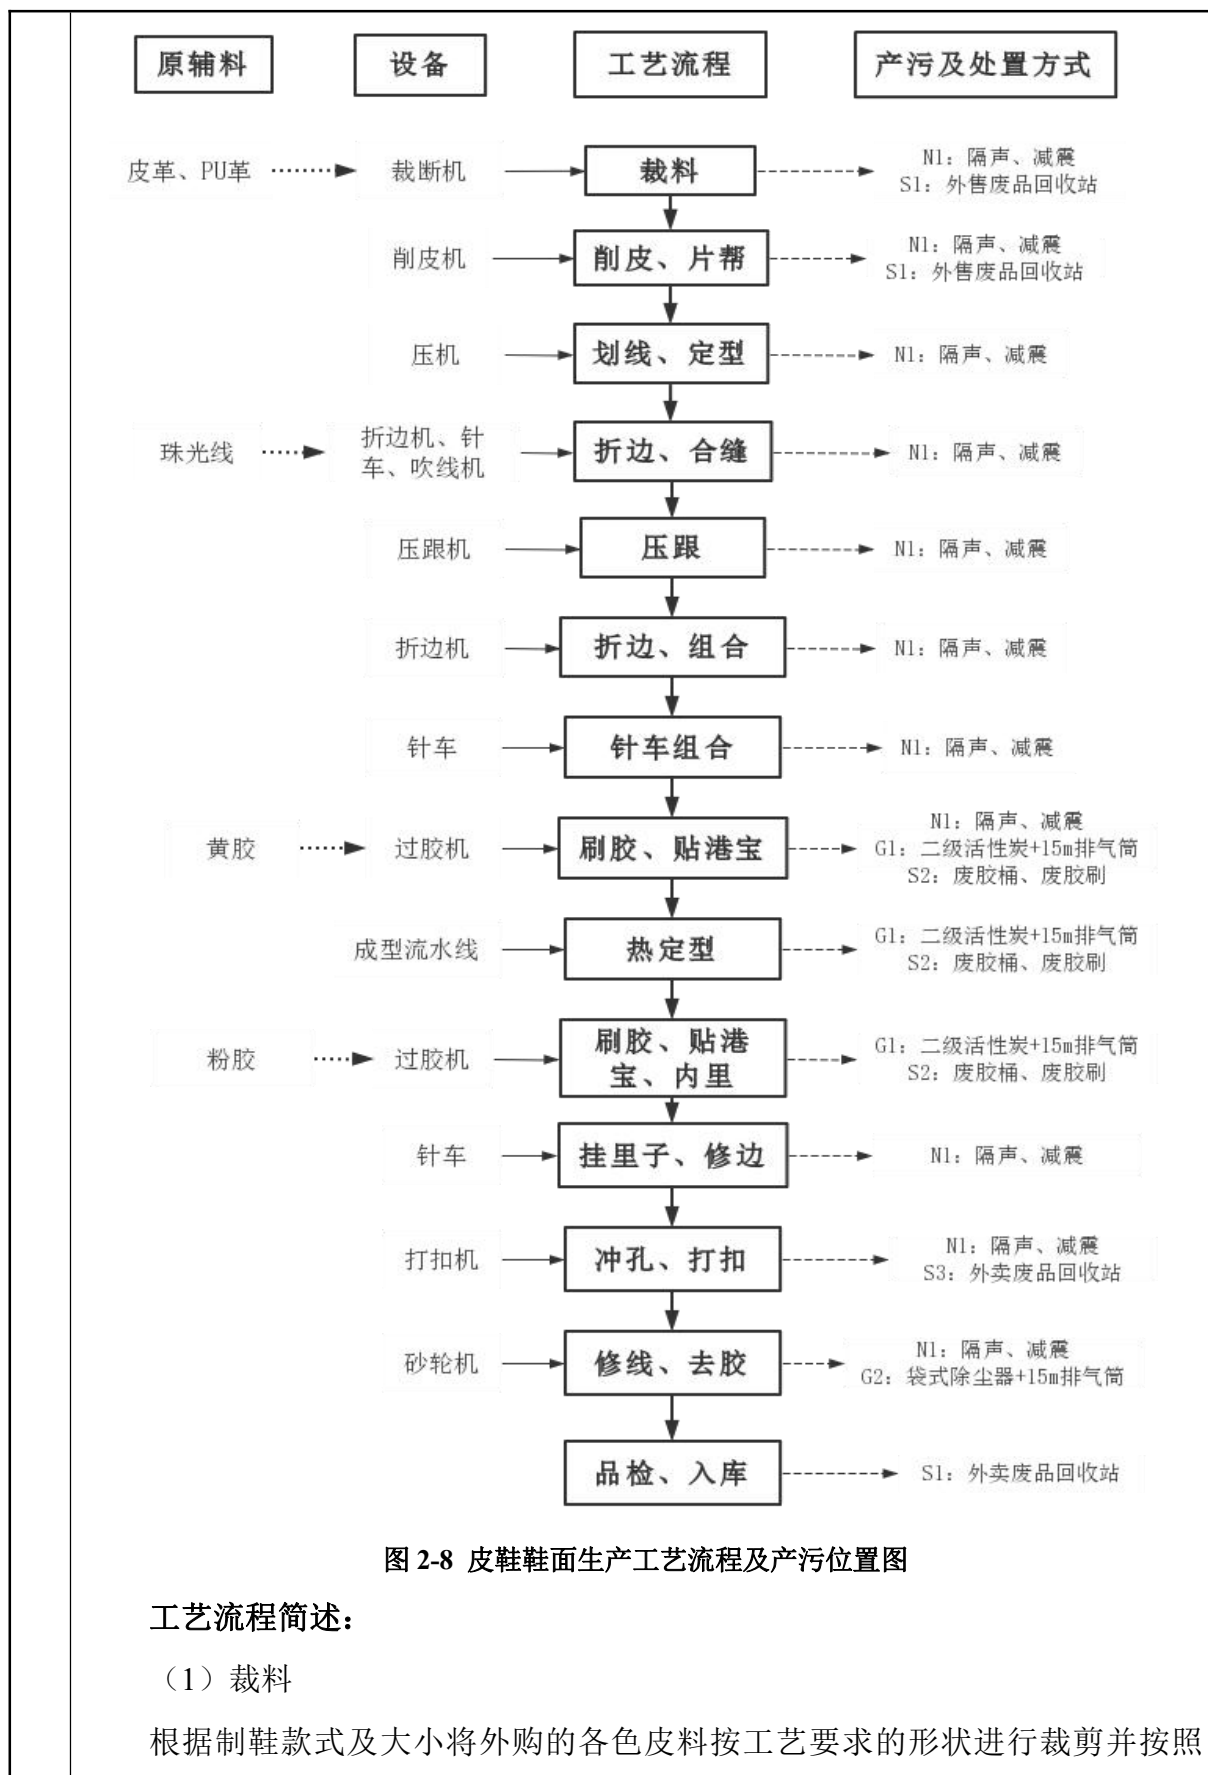 原辅料 设备 工艺流程 产污及处置方式
皮革、PU革 裁断机 裁料 N1: 隔声、减震
S1: 外售废品回收站
削皮机 削皮、片帮 N1: 隔声、减震
S1: 外售废品回收站
压机 划线、定型 N1: 隔声、减震
珠光线 折边机、针
车、吹线机 折边、合缝 N1: 隔声、减震
压跟机 压跟 N1: 隔声、减震
折边机 折边、组合 N1: 隔声、减震
针车 针车组合 N1: 隔声、减震
黄胶 过胶机 刷胶、贴港宝 N1: 隔声、减震
G1: 二级活性炭+15m排气筒
S2: 废胶桶、废胶刷
成型流水线 热定型 G1: 二级活性炭+15m排气筒
S2: 废胶桶、废胶刷
粉胶 过胶机 刷胶、贴港
宝、内里 G1: 二级活性炭+15m排气筒
S2: 废胶桶、废胶刷
针车 挂里子、修边 N1: 隔声、减震
打扣机 冲孔、打扣 N1: 隔声、减震
S3: 外卖废品回收站
砂轮机 修线、去胶 N1: 隔声、减震
G2: 袋式除尘器+15m排气筒
品检、入库 S1: 外卖废品回收站
图 2-8 皮鞋鞋面生产工艺流程及产污位置图
工艺流程简述：
（1）裁料
根据制鞋款式及大小将外购的各色皮料按工艺要求的形状进行裁剪并按照